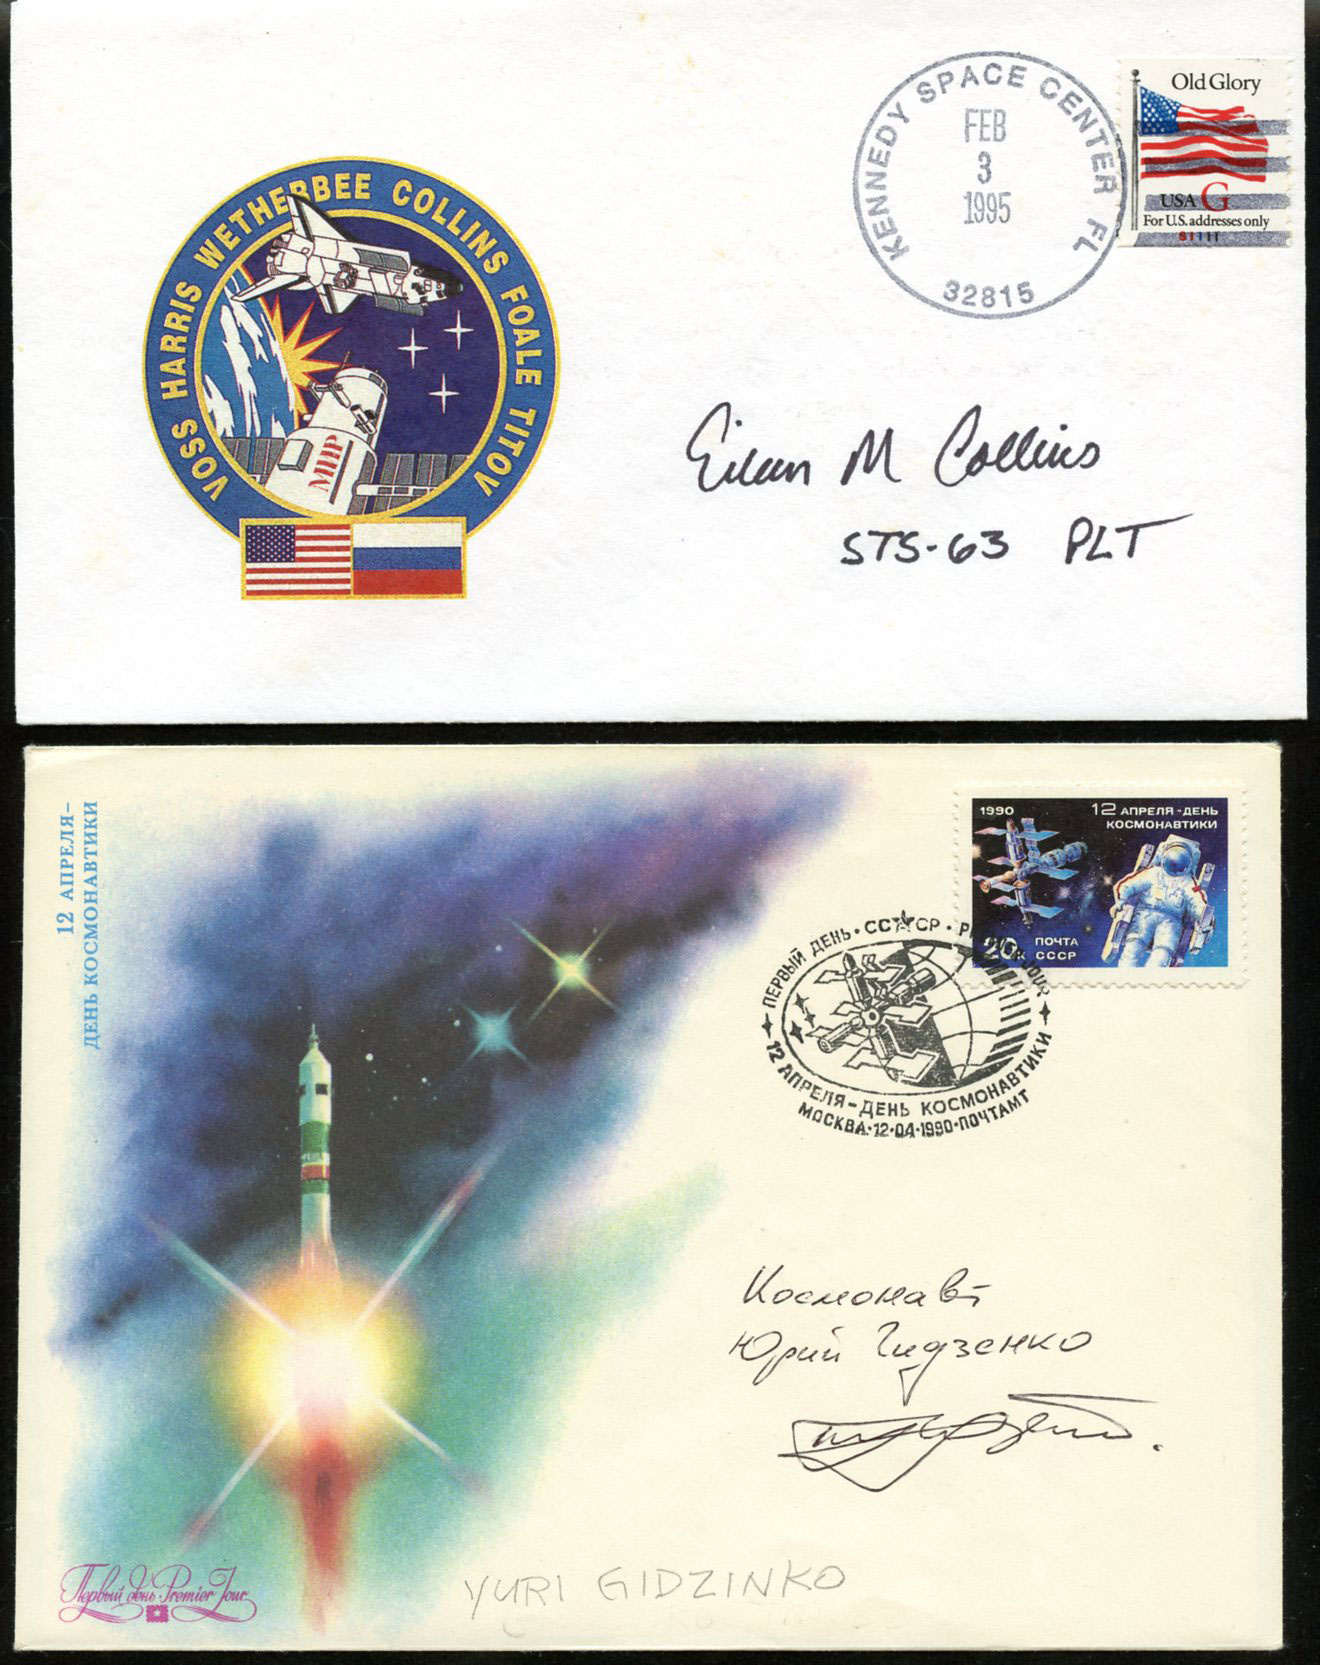 VOSS HARRIS WETHERBEE COLLINS FOALE TITOV
МИР
KENNEDY SPACE CENTER FL
FEB
3
1995
32815
Old Glory
USA G
For U.S. addresses only
S1111
Eileen M Collins
STS-63 PLT
12 АПРЕЛЯ-
ДЕНЬ КОСМОНАВТИКИ
1990
12 АПРЕЛЯ-ДЕНЬ
КОСМОНАВТИКИ
20К
ПОЧТА
СССР
ПЕРВЫЙ ДЕНЬ • СССР •
12 АПРЕЛЯ-ДЕНЬ КОСМОНАВТИКИ
МОСКВА•12•04•1990•ПОЧТАМТ
Космонавт
Юрий Гидзенко
Первый день Premier Jour
YURI GIDZINKO